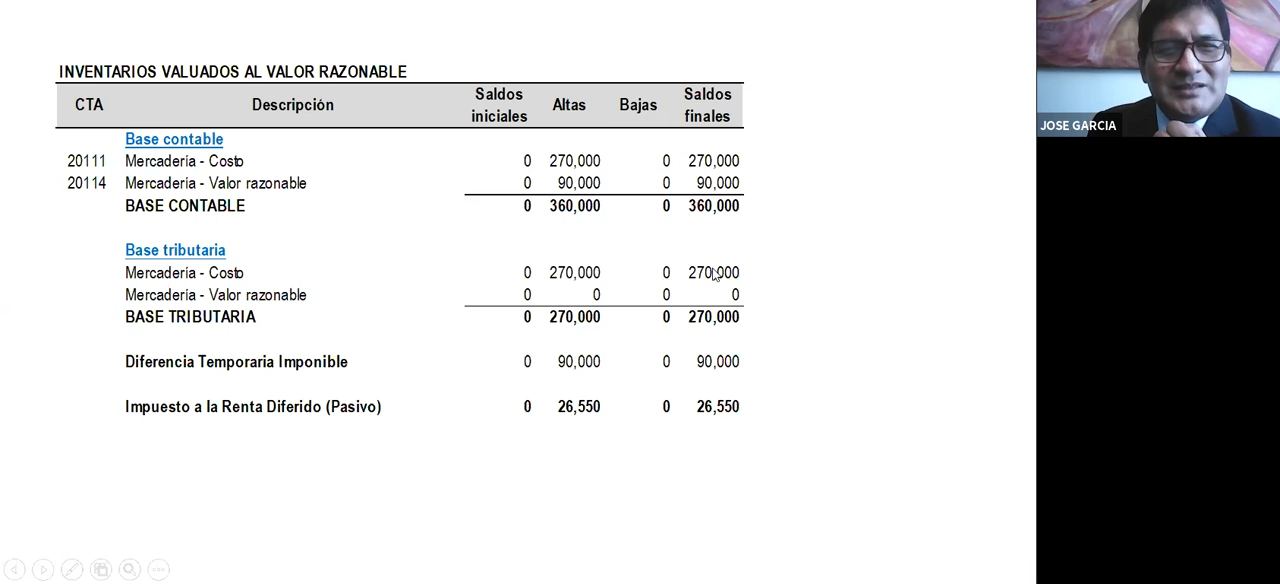 INVENTARIOS VALUADOS AL VALOR RAZONABLE
CTA Descripción Saldos iniciales Altas Bajas Saldos finales
Base contable
20111 Mercadería - Costo 0 270,000 0 270,000
20114 Mercadería - Valor razonable 0 90,000 0 90,000
BASE CONTABLE 0 360,000 0 360,000
Base tributaria
Mercadería - Costo 0 270,000 0 270,000
Mercadería - Valor razonable 0 0 0 0
BASE TRIBUTARIA 0 270,000 0 270,000
Diferencia Temporaria Imponible 0 90,000 0 90,000
Impuesto a la Renta Diferido (Pasivo) 0 26,550 0 26,550
JOSE GARCIA